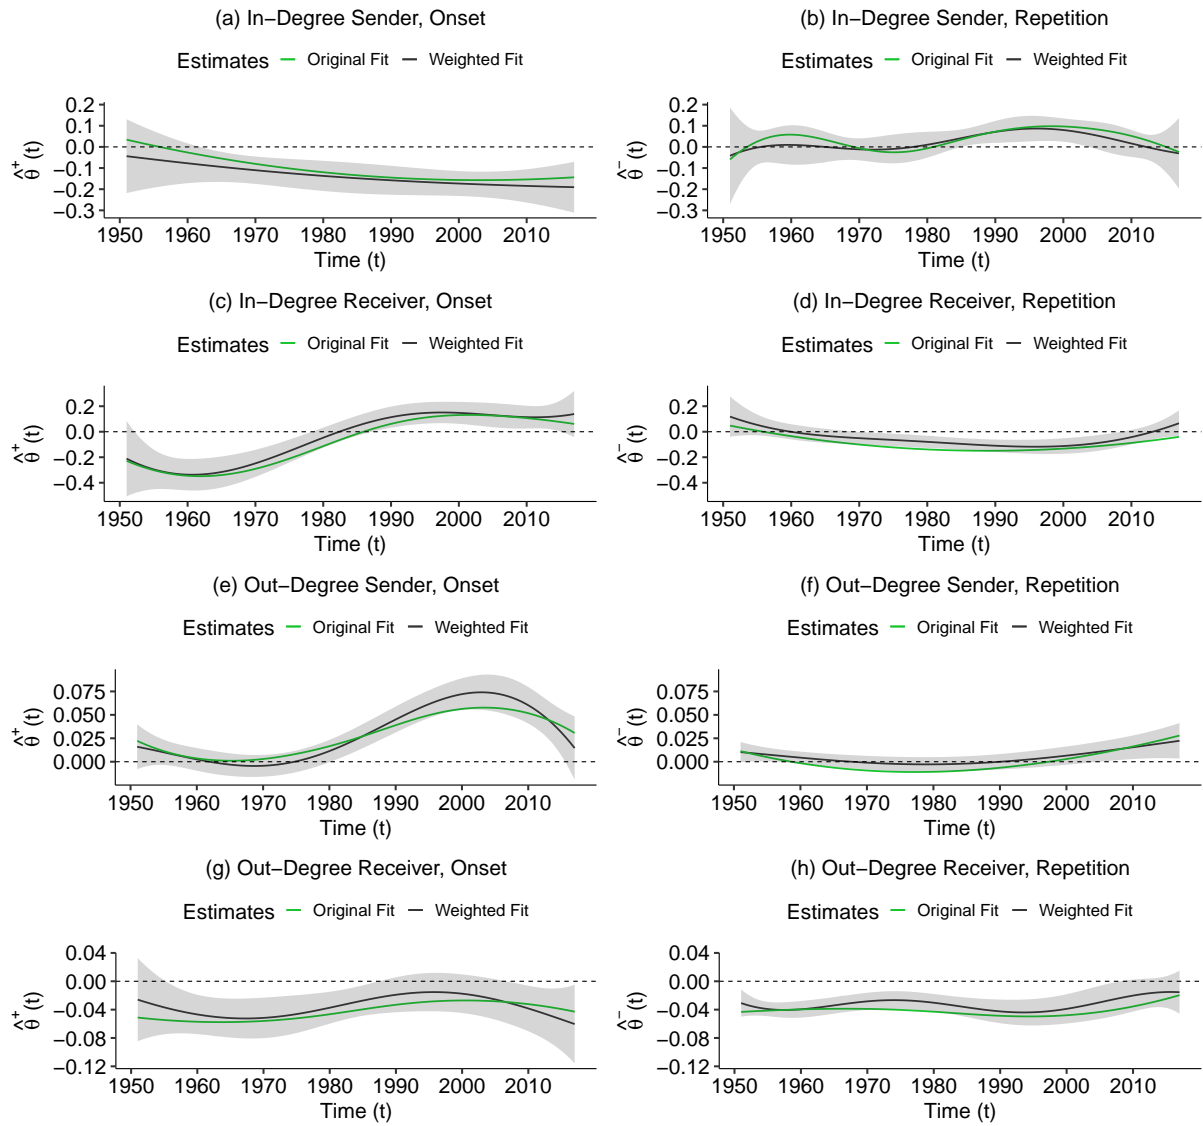 (a) In−Degree Sender, Onset
Estimates Original Fit Weighted Fit
0.2
0.1
0.0
−0.1
−0.2
−0.3
θ̂⁺ (t)
1950 1960 1970 1980 1990 2000 2010
Time (t)
(b) In−Degree Sender, Repetition
Estimates Original Fit Weighted Fit
0.2
0.1
0.0
−0.1
−0.2
−0.3
θ̂⁻ (t)
1950 1960 1970 1980 1990 2000 2010
Time (t)
(c) In−Degree Receiver, Onset
Estimates Original Fit Weighted Fit
0.2
0.0
−0.2
−0.4
θ̂⁺ (t)
1950 1960 1970 1980 1990 2000 2010
Time (t)
(d) In−Degree Receiver, Repetition
Estimates Original Fit Weighted Fit
0.2
0.0
−0.2
−0.4
θ̂⁻ (t)
1950 1960 1970 1980 1990 2000 2010
Time (t)
(e) Out−Degree Sender, Onset
Estimates Original Fit Weighted Fit
0.075
0.050
0.025
0.000
θ̂⁺ (t)
1950 1960 1970 1980 1990 2000 2010
Time (t)
(f) Out−Degree Sender, Repetition
Estimates Original Fit Weighted Fit
0.075
0.050
0.025
0.000
θ̂⁻ (t)
1950 1960 1970 1980 1990 2000 2010
Time (t)
(g) Out−Degree Receiver, Onset
Estimates Original Fit Weighted Fit
0.04
0.00
−0.04
−0.08
−0.12
θ̂⁺ (t)
1950 1960 1970 1980 1990 2000 2010
Time (t)
(h) Out−Degree Receiver, Repetition
Estimates Original Fit Weighted Fit
0.04
0.00
−0.04
−0.08
−0.12
θ̂⁻ (t)
1950 1960 1970 1980 1990 2000 2010
Time (t)